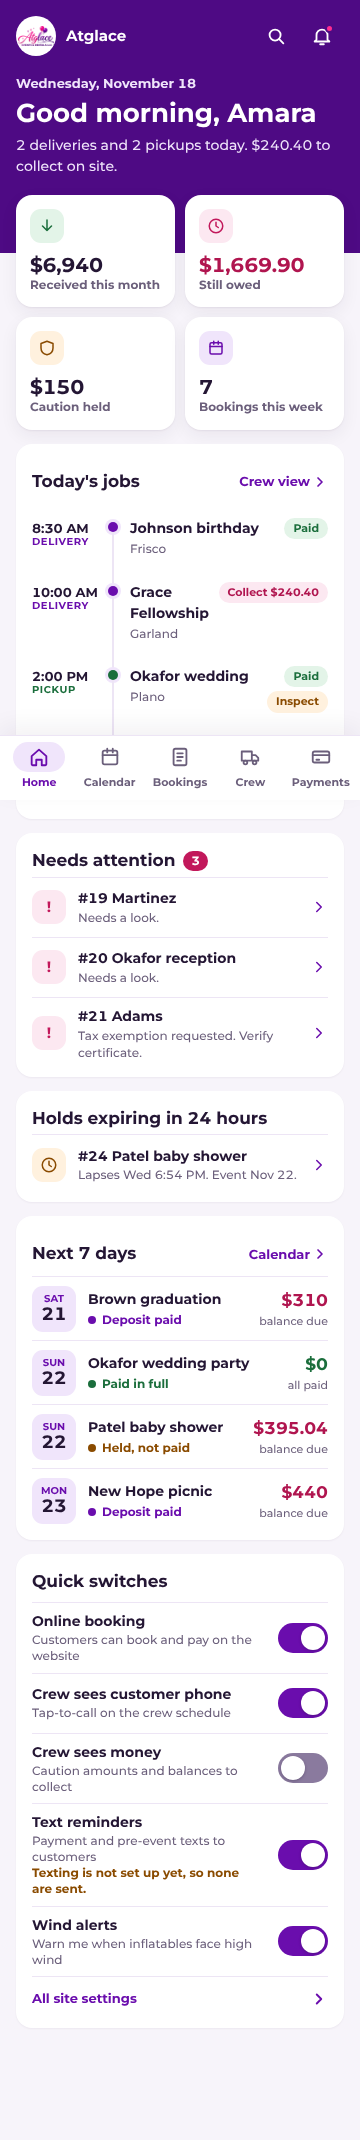 Atglace
Atglace
Wednesday, November 18
Good morning, Amara
2 deliveries and 2 pickups today. $240.40 to
collect on site.
$6,940
Received this month
$1,669.90
Still owed
$150
Caution held
7
Bookings this week
Today's jobs
Crew view
8:30 AM
DELIVERY
Johnson birthday
Frisco
Paid
10:00 AM
DELIVERY
Grace
Fellowship
Garland
Collect $240.40
2:00 PM
PICKUP
Okafor wedding
Plano
Paid
Inspect
Home
Calendar
Bookings
Crew
Payments
Needs attention 3
!
#19 Martinez
Needs a look.
!
#20 Okafor reception
Needs a look.
!
#21 Adams
Tax exemption requested. Verify
certificate.
Holds expiring in 24 hours
#24 Patel baby shower
Lapses Wed 6:54 PM. Event Nov 22.
Next 7 days
Calendar
SAT
21
Brown graduation
Deposit paid
$310
balance due
SUN
22
Okafor wedding party
Paid in full
$0
all paid
SUN
22
Patel baby shower
Held, not paid
$395.04
balance due
MON
23
New Hope picnic
Deposit paid
$440
balance due
Quick switches
Online booking
Customers can book and pay on the
website
Crew sees customer phone
Tap-to-call on the crew schedule
Crew sees money
Caution amounts and balances to
collect
Text reminders
Payment and pre-event texts to
customers
Texting is not set up yet, so none
are sent.
Wind alerts
Warn me when inflatables face high
wind
All site settings